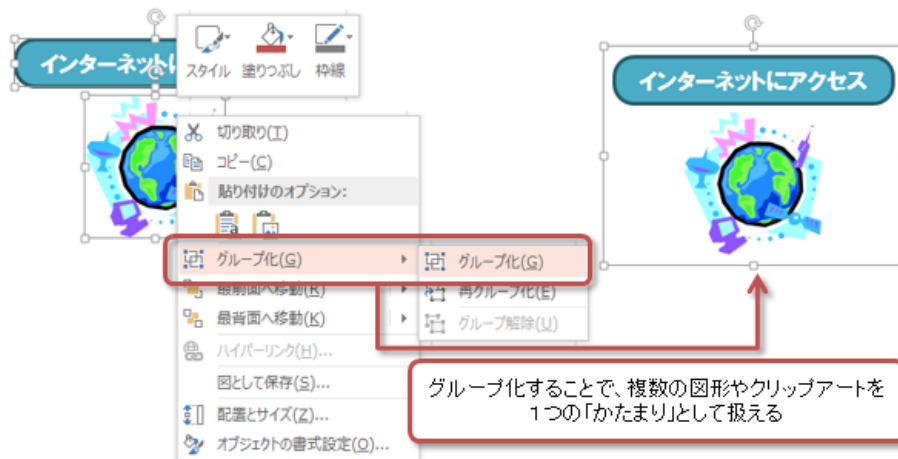 インターネットに
スタイル 塗りつぶし 枠線
インターネットにアクセス
切り取り(T)
コピー(C)
貼り付けのオプション:
グループ化(G)
グループ化(G)
最前面へ移動(R)
再グループ化(E)
最背面へ移動(K)
グループ解除(U)
ハイパーリンク(H)...
図として保存(S)...
配置とサイズ(Z)...
オブジェクトの書式設定(O)...
グループ化することで、複数の図形やクリップアートを
1つの「かたまり」として扱える